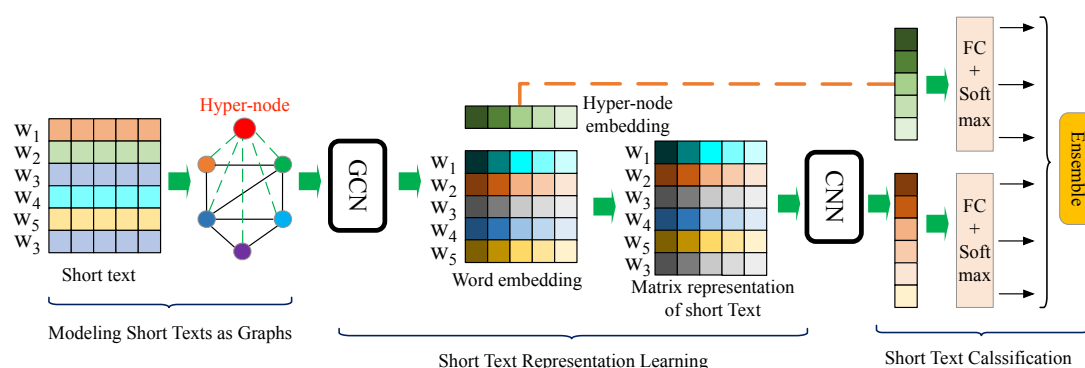 Hyper-node
W1
W2
W3
W4
W5
W3
Short text
Modeling Short Texts as Graphs
GCN
Hyper-node
embedding
W1
W2
W3
W4
W5
Word embedding
W1
W2
W3
W4
W5
W3
Matrix representation
of short Text
CNN
Short Text Representation Learning
FC
+
Soft
max
FC
+
Soft
max
Ensemble
Short Text Calssification